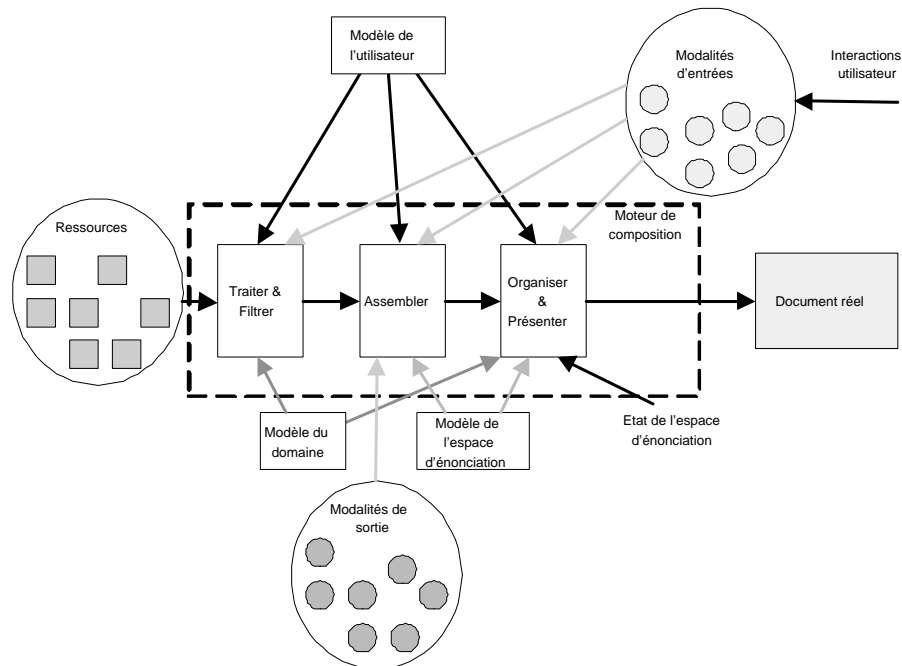 Modèle de
l’utilisateur
Modalités
d’entrées
Interactions
utilisateur
Ressources
Moteur de
composition
Traiter &
Filtrer
Assembler
Organiser
&
Présenter
Document réel
Modèle du
domaine
Modèle de
l’espace
d’énonciation
Etat de l’espace
d’énonciation
Modalités de
sortie